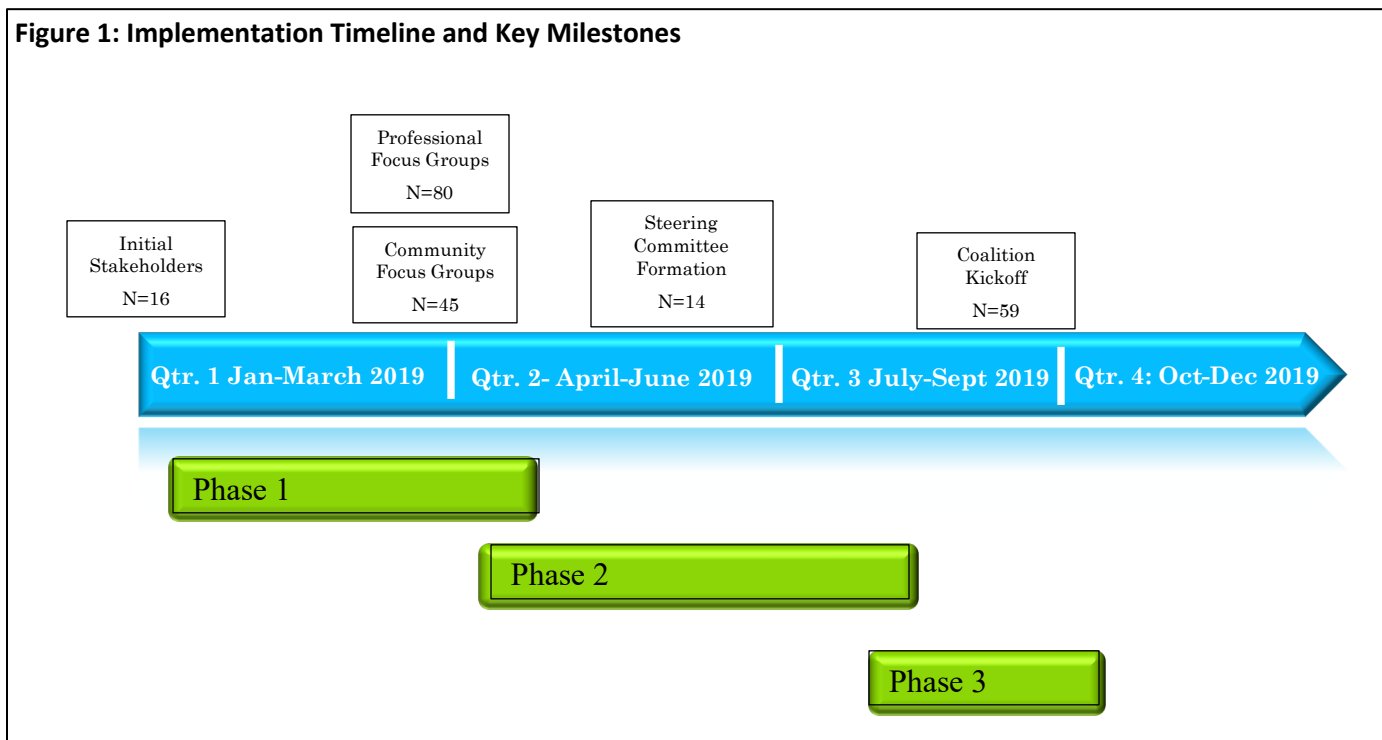 Figure 1: Implementation Timeline and Key Milestones
Professional
Focus Groups
N=80
Initial
Stakeholders
N=16
Community
Focus Groups
N=45
Steering
Committee
Formation
N=14
Coalition
Kickoff
N=59
Qtr. 1 Jan-March 2019
Qtr. 2- April-June 2019
Qtr. 3 July-Sept 2019
Qtr. 4: Oct-Dec 2019
Phase 1
Phase 2
Phase 3